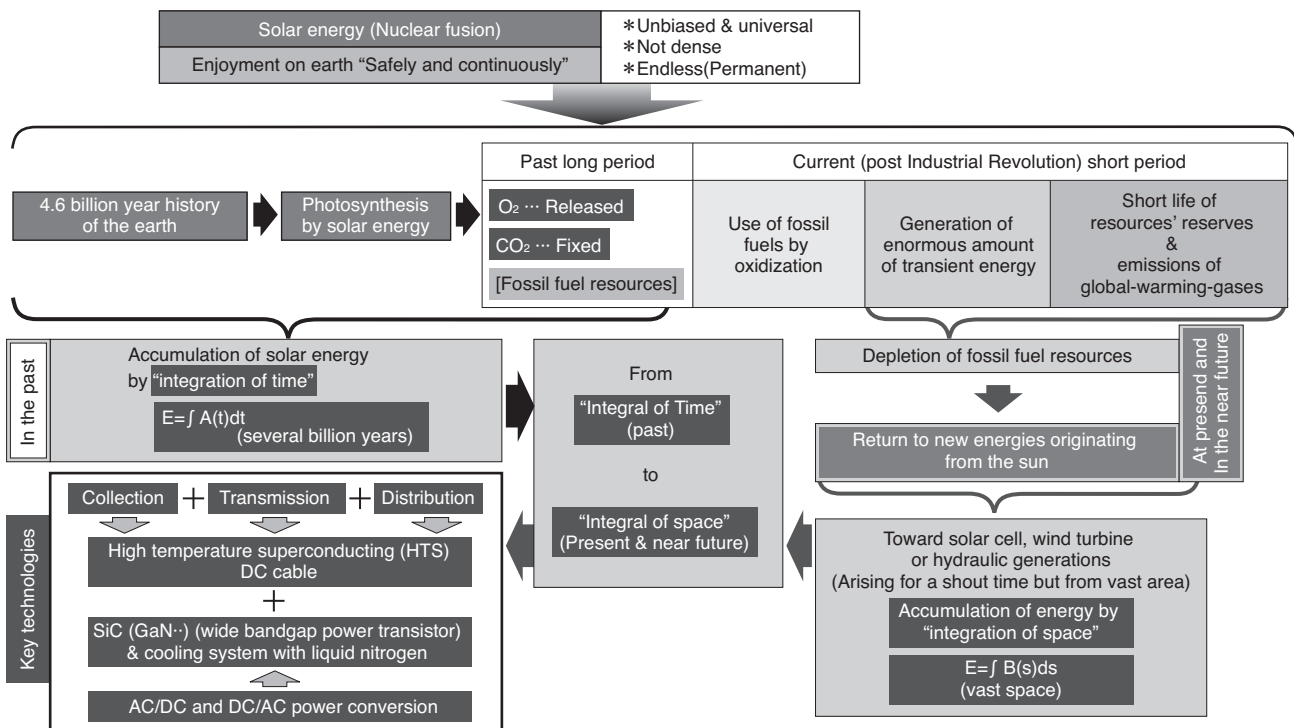 Solar energy (Nuclear fusion)
Enjoyment on earth “Safely and continuously”
∗Unbiased & universal
∗Not dense
∗Endless(Permanent)
4.6 billion year history
of the earth
Photosynthesis
by solar energy
Past long period
O₂ ··· Released
CO₂ ··· Fixed
[Fossil fuel resources]
Current (post Industrial Revolution) short period
Use of fossil
fuels by
oxidization
Generation of
enormous amount
of transient energy
Short life of
resources’ reserves
&
emissions of
global-warming-gases
In the past
Accumulation of solar energy
by “integration of time”
E=∫ A(t)dt
(several billion years)
From
“Integral of Time”
(past)
to
“Integral of space”
(Present & near future)
Depletion of fossil fuel resources
Return to new energies originating
from the sun
At presend and
In the near future
Toward solar cell, wind turbine
or hydraulic generations
(Arising for a shout time but from vast area)
Accumulation of energy by
“integration of space”
E=∫ B(s)ds
(vast space)
Key technologies
Collection + Transmission + Distribution
High temperature superconducting (HTS)
DC cable
+
SiC (GaN··) (wide bandgap power transistor)
& cooling system with liquid nitrogen
AC/DC and DC/AC power conversion